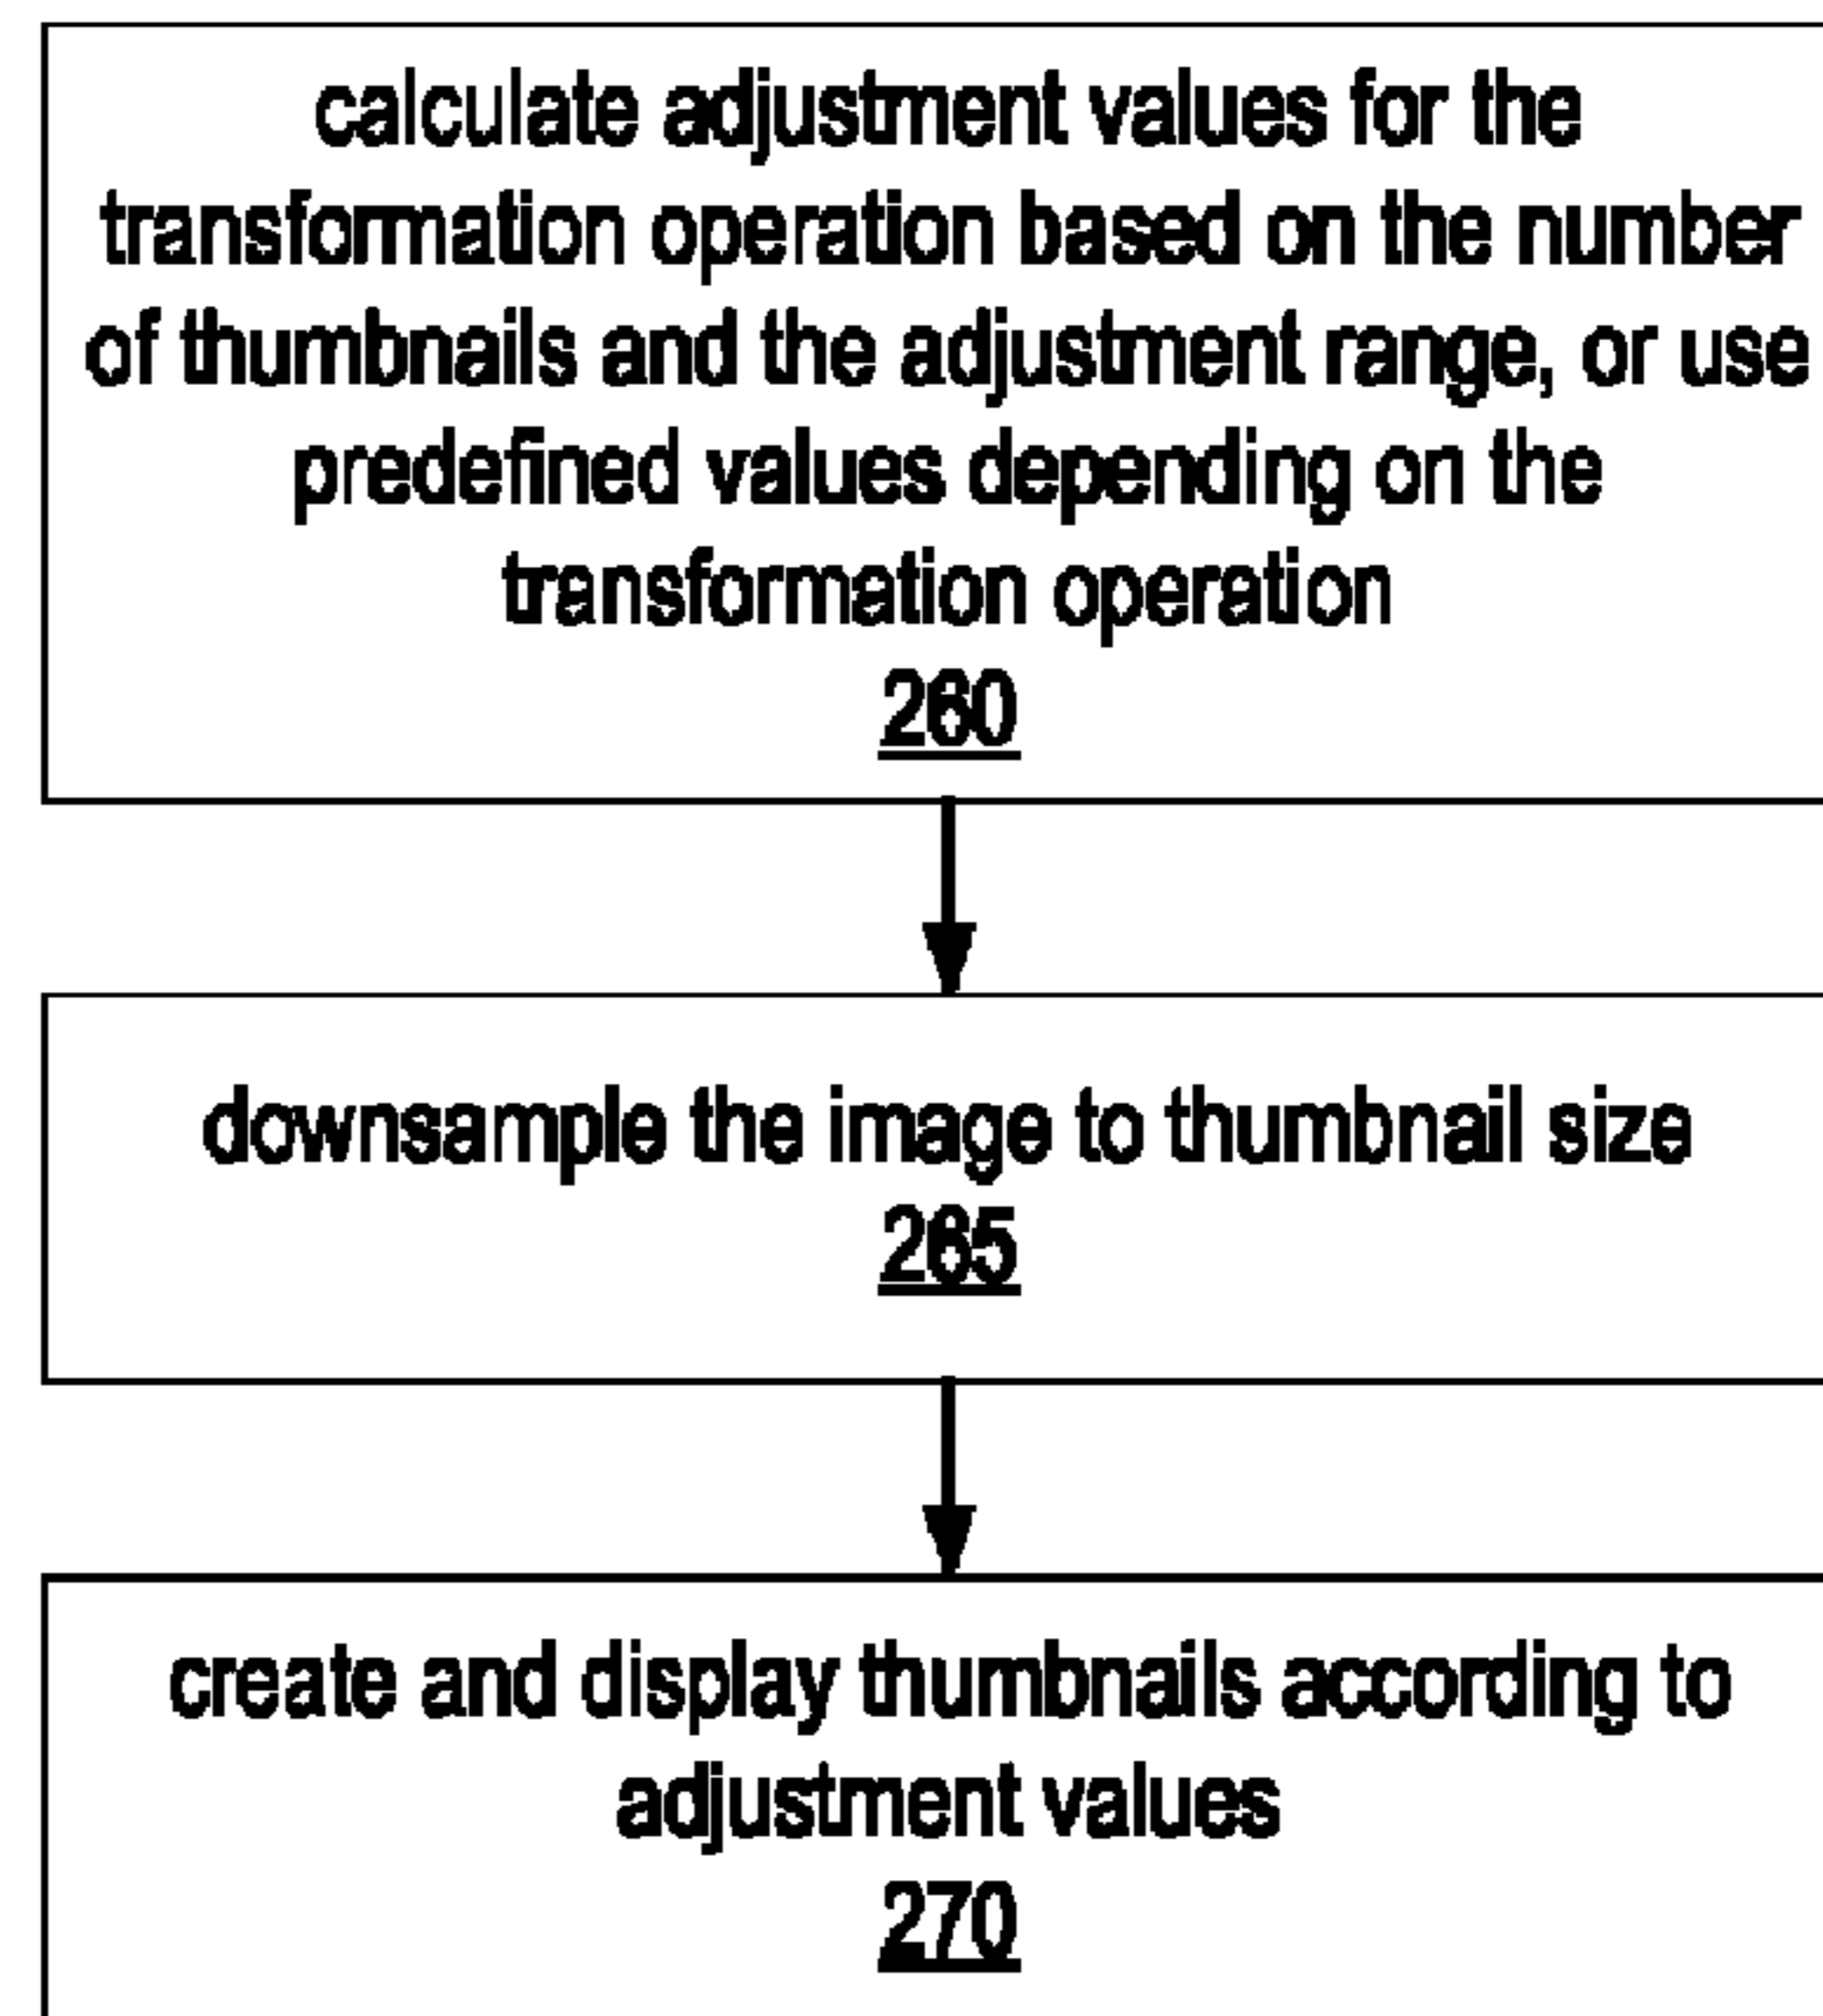 calculate adjustment values for the
transformation operation based on the number
of thumbnails and the adjustment range, or use
predefined values depending on the
transformation operation
260
downsample the image to thumbnail size
265
create and display thumbnails according to
adjustment values
270